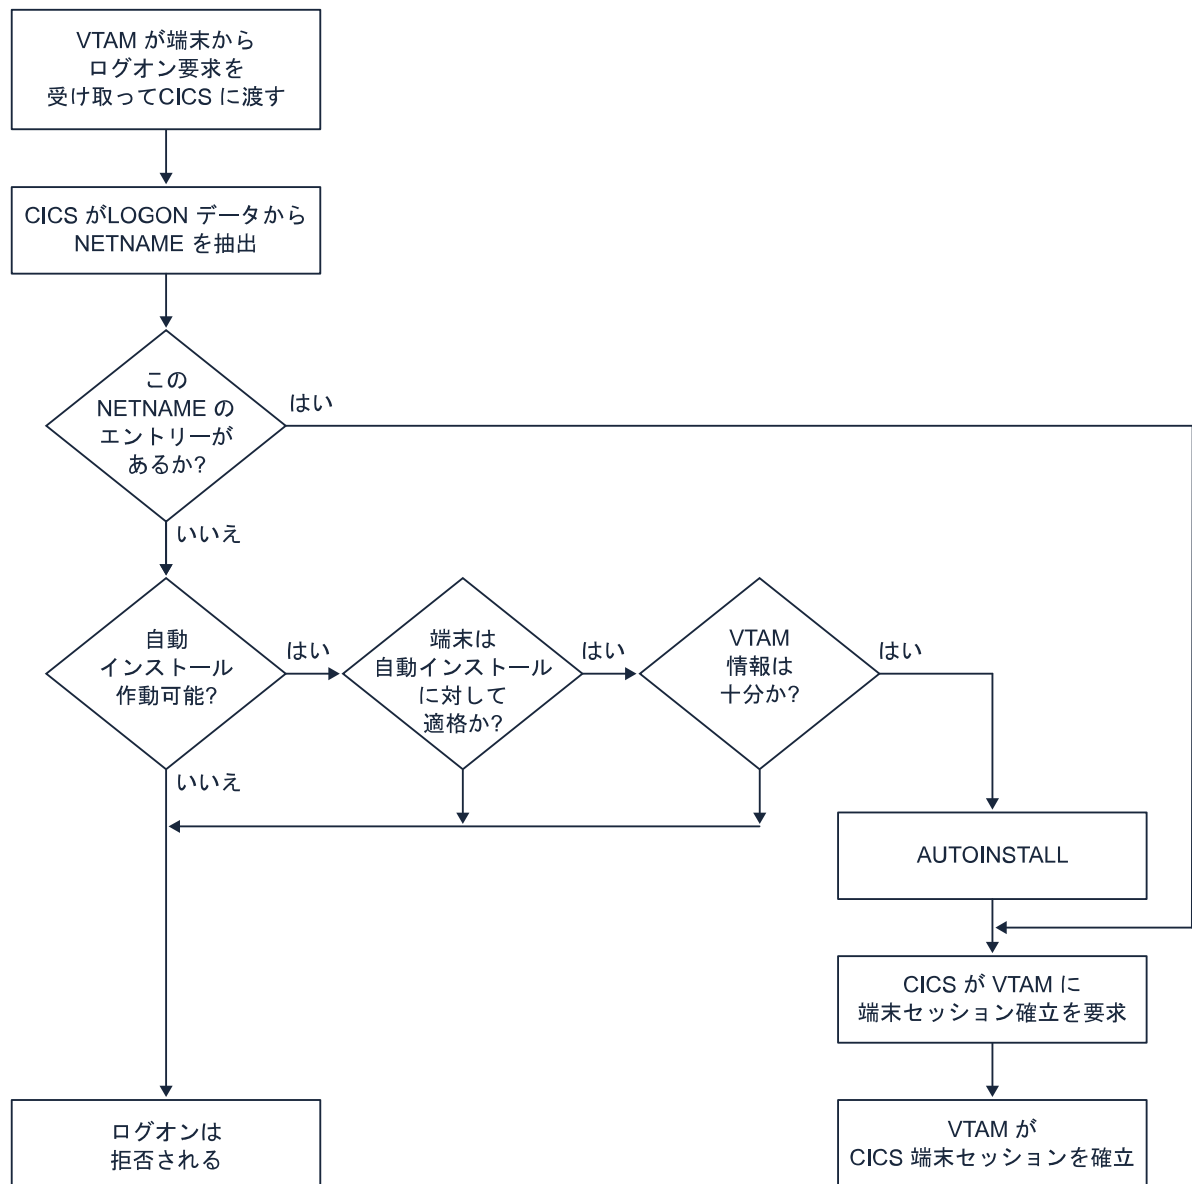 VTAM が端末から
ログオン要求を
受け取ってCICS に渡す
CICS がLOGON データから
NETNAME を抽出
この
NETNAME の
エントリーが
あるか?
はい
いいえ
自動
インストール
作動可能?
はい
端末は
自動インストール
に対して
適格か?
はい
VTAM
情報は
十分か?
はい
いいえ
AUTOINSTALL
CICS が VTAM に
端末セッション確立を要求
ログオンは
拒否される
VTAM が
CICS 端末セッションを確立